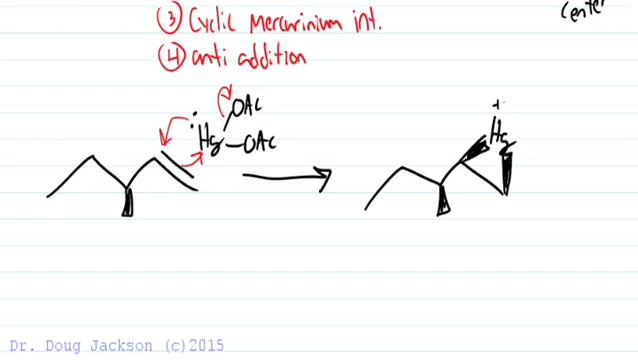 ③ Cyclic Mercurinium int.
center
④ anti addition
OAc
Hg
OAc
+
Hg
Dr. Doug Jackson (c)2015